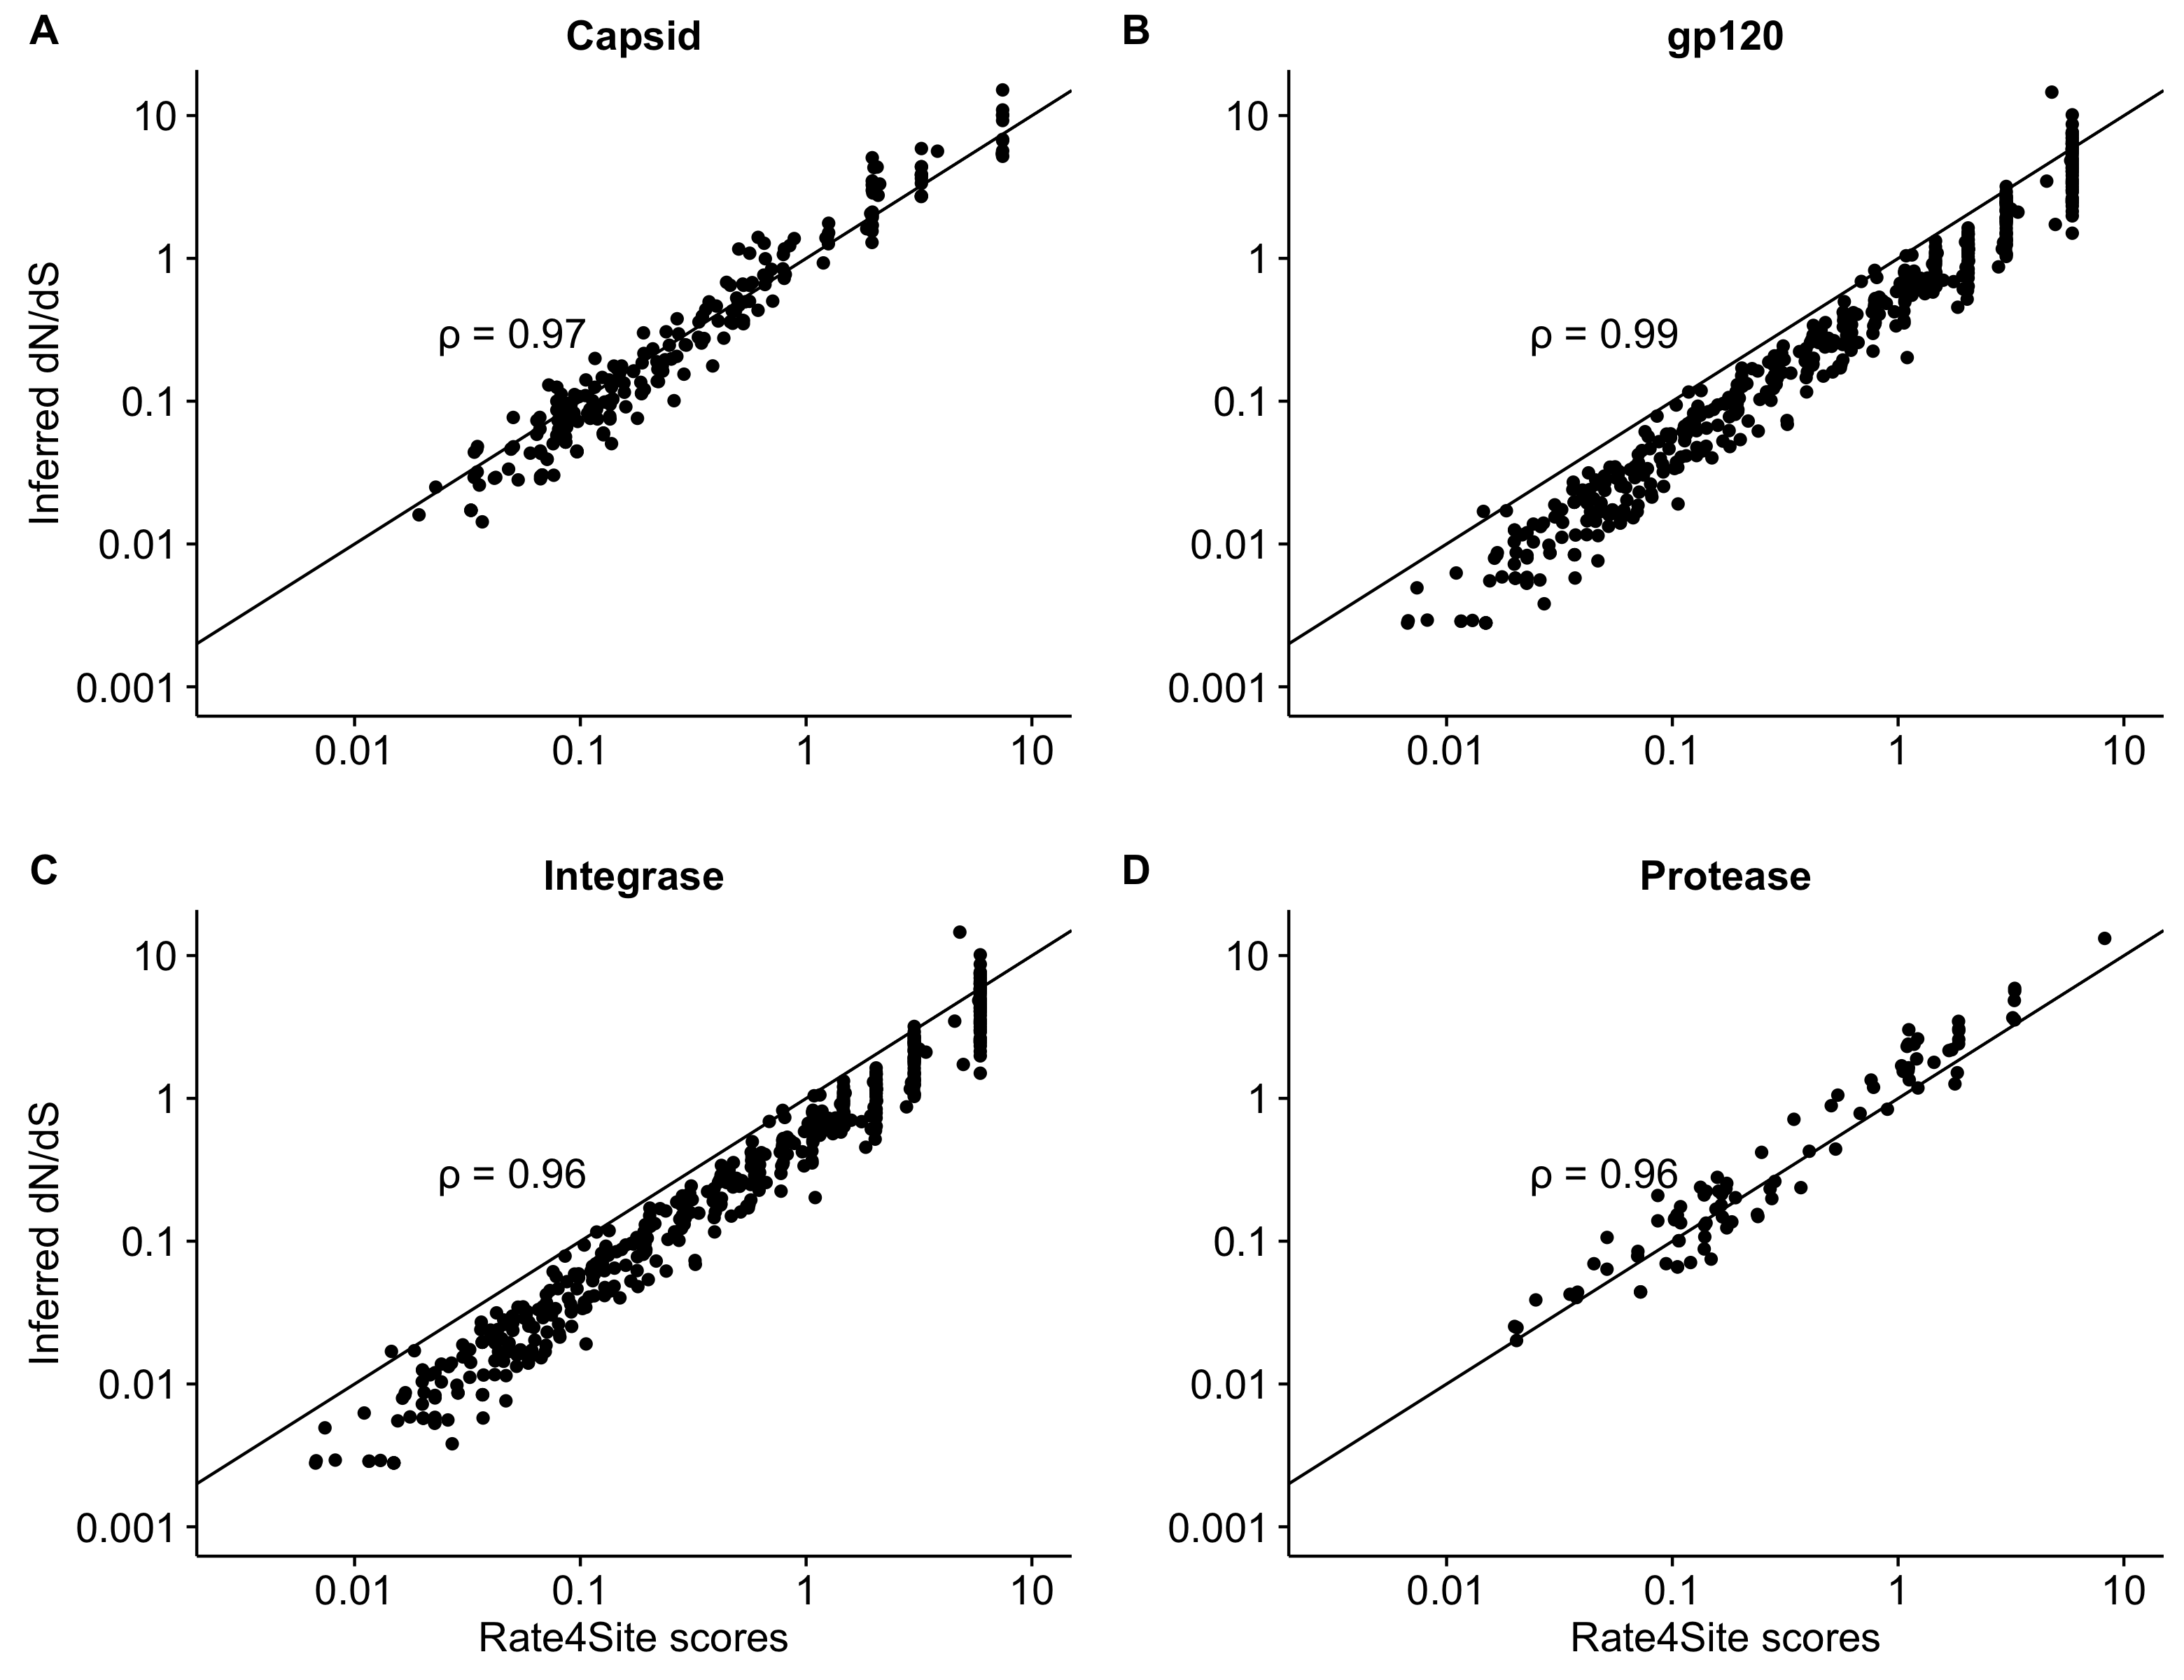 A
Capsid
10
1
0.1
0.01
0.001
Inferred dN/dS
ρ = 0.97
0.01 0.1 1 10
B
gp120
10
1
0.1
0.01
0.001
ρ = 0.99
0.01 0.1 1 10
C
Integrase
10
1
0.1
0.01
0.001
Inferred dN/dS
ρ = 0.96
0.01 0.1 1 10
Rate4Site scores
D
Protease
10
1
0.1
0.01
0.001
ρ = 0.96
0.01 0.1 1 10
Rate4Site scores